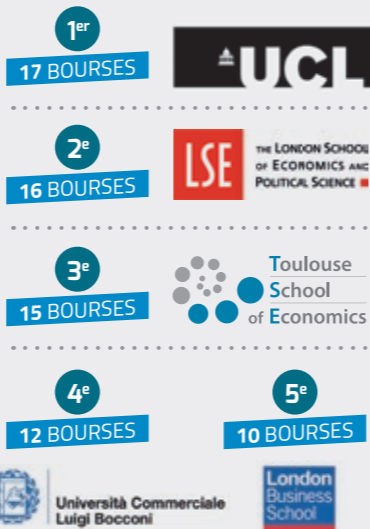 1er
17 BOURSES
UCL
2e
16 BOURSES
LSE
THE LONDON SCHOOL
OF ECONOMICS AND
POLITICAL SCIENCE
3e
15 BOURSES
Toulouse
School
of Economics
4e
12 BOURSES
5e
10 BOURSES
Università Commerciale
Luigi Bocconi
London
Business
School